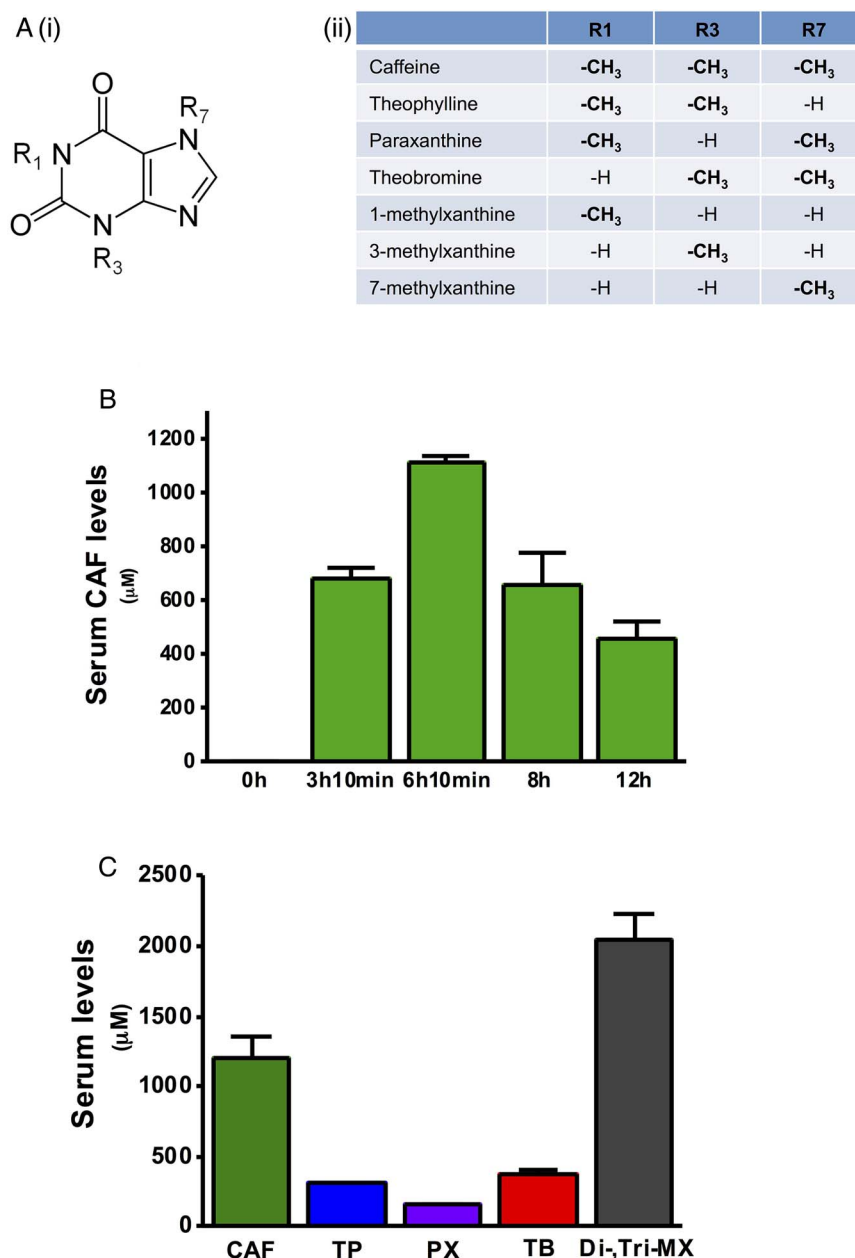 A (i)
O
R7
R1
N
N
O
N
N
R3
(ii)
R1 R3 R7
Caffeine -CH3 -CH3 -CH3
Theophylline -CH3 -CH3 -H
Paraxanthine -CH3 -H -CH3
Theobromine -H -CH3 -CH3
1-methylxanthine -CH3 -H -H
3-methylxanthine -H -CH3 -H
7-methylxanthine -H -H -CH3
B
Serum CAF levels
(µM)
1200
1000
800
600
400
200
0
0h 3h10min 6h10min 8h 12h
C
Serum levels
(µM)
2500
2000
1500
1000
500
0
CAF TP PX TB Di-,Tri-MX